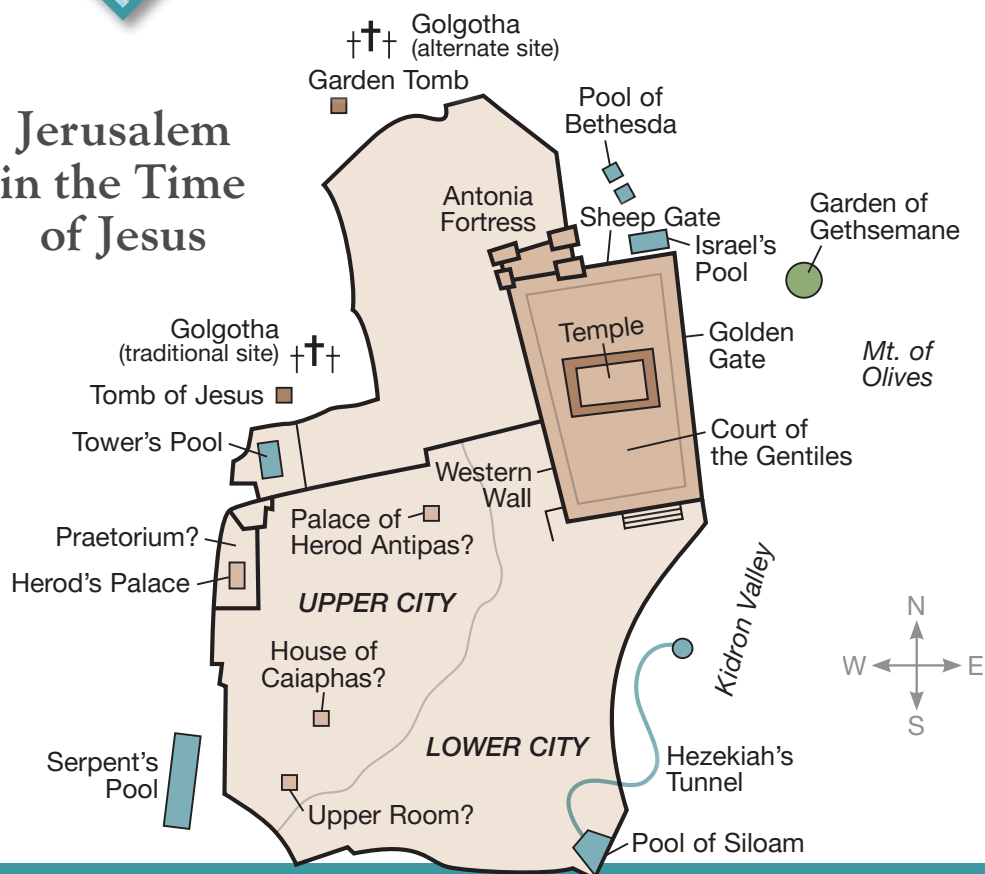 Golgotha
(alternate site)
Garden Tomb
Jerusalem
in the Time
of Jesus
Pool of
Bethesda
Antonia
Fortress
Sheep Gate
Israel's
Pool
Garden of
Gethsemane
Golgotha
(traditional site)
Tomb of Jesus
Temple
Golden
Gate
Mt. of
Olives
Tower's Pool
Court of
the Gentiles
Western
Wall
Praetorium?
Palace of
Herod Antipas?
Herod's Palace
UPPER CITY
Kidron Valley
N
W
E
S
House of
Caiaphas?
LOWER CITY
Serpent's
Pool
Hezekiah's
Tunnel
Upper Room?
Pool of Siloam